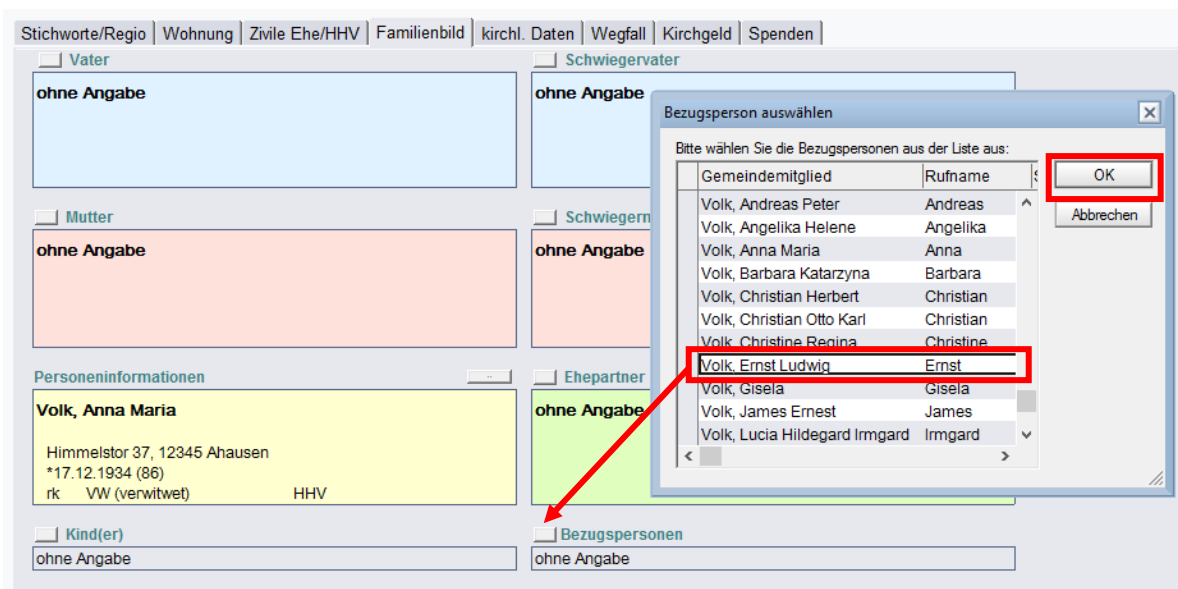 Stichworte/Regio Wohnung Zivile Ehe/HHV Familienbild kirchl. Daten Wegfall Kirchgeld Spenden
Vater
ohne Angabe
Schwiegervater
ohne Angabe
Mutter
ohne Angabe
Schwiegern
ohne Angabe
Personeninformationen
..
Volk, Anna Maria
Himmelstor 37, 12345 Ahausen
*17.12.1934 (86)
rk VW (verwitwet) HHV
Ehepartner
ohne Angabe
Kind(er)
ohne Angabe
Bezugspersonen
ohne Angabe
Bezugsperson auswählen
Bitte wählen Sie die Bezugspersonen aus der Liste aus:
Gemeindemitglied Rufname
Volk, Andreas Peter Andreas
Volk, Angelika Helene Angelika
Volk, Anna Maria Anna
Volk, Barbara Katarzyna Barbara
Volk, Christian Herbert Christian
Volk, Christian Otto Karl Christian
Volk, Christine Regina Christine
Volk, Ernst Ludwig Ernst
Volk, Gisela Gisela
Volk, James Ernest James
Volk, Lucia Hildegard Irmgard Irmgard
OK
Abbrechen